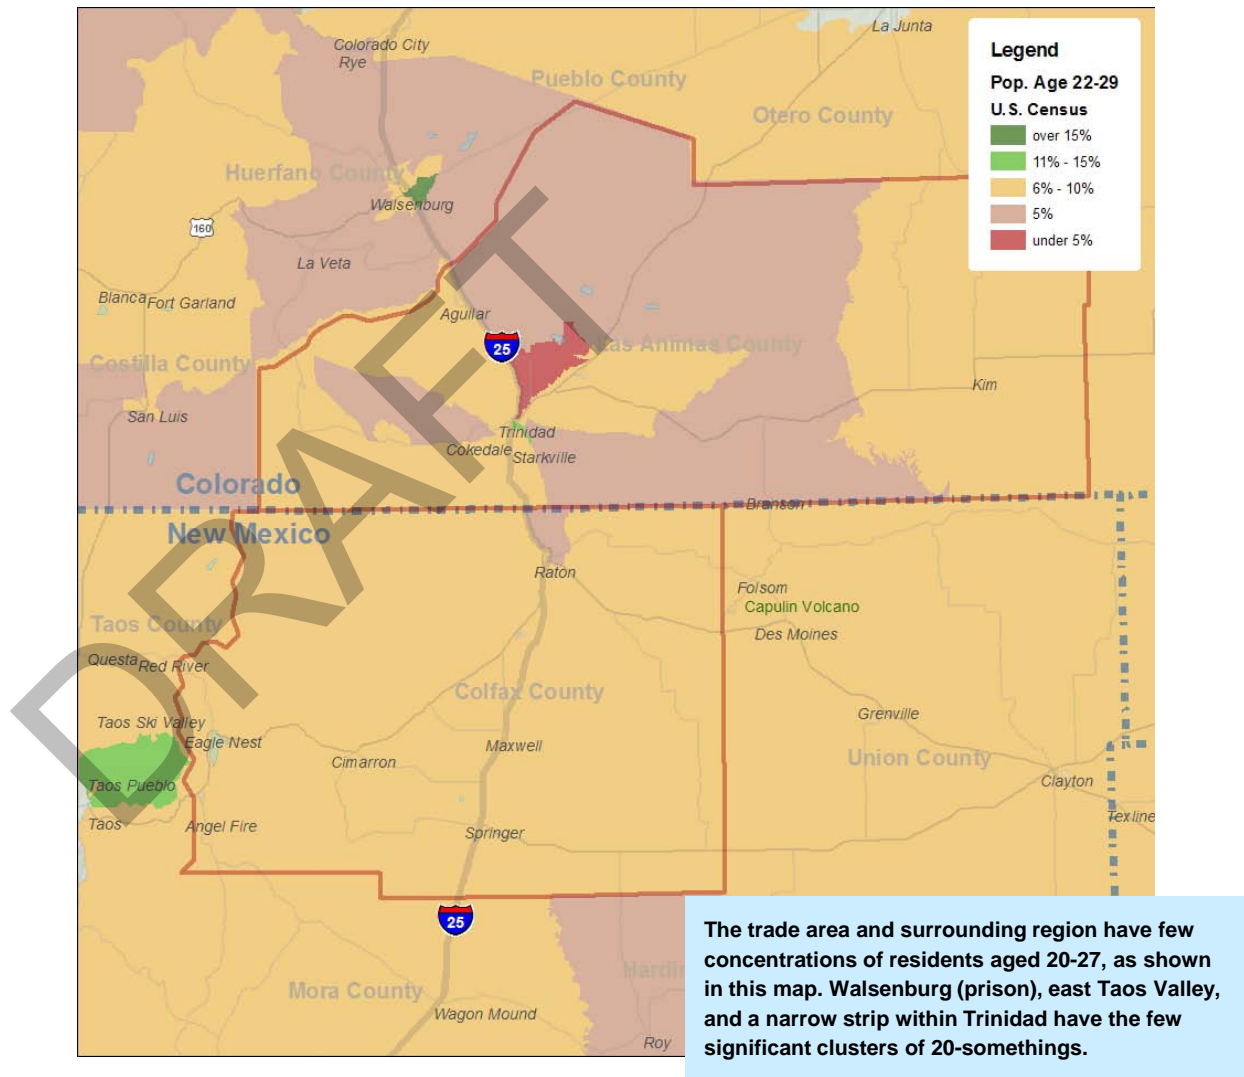 La Junta
Colorado City
Rye
Legend
Pop. Age 22-29
U.S. Census
over 15%
11% - 15%
6% - 10%
5%
under 5%
Pueblo County
Otero County
Huerfano County
Walsenburg
160
La Veta
Blanca
Fort Garland
Aguilar
25
Las Animas County
Costilla County
Kim
San Luis
Trinidad
Cokedale
Starkville
Colorado
New Mexico
Branson
Raton
Folsom
Capulin Volcano
Des Moines
Taos County
Questa
Red River
Colfax County
Taos Ski Valley
Eagle Nest
Grenville
Maxwell
Cimarron
Union County
Clayton
Taos Pueblo
Taos
Angel Fire
Springer
Texline
25
Mora County
Hardin
Wagon Mound
Roy
DRAFT
The trade area and surrounding region have few
concentrations of residents aged 20-27, as shown
in this map. Walsenburg (prison), east Taos Valley,
and a narrow strip within Trinidad have the few
significant clusters of 20-somethings.